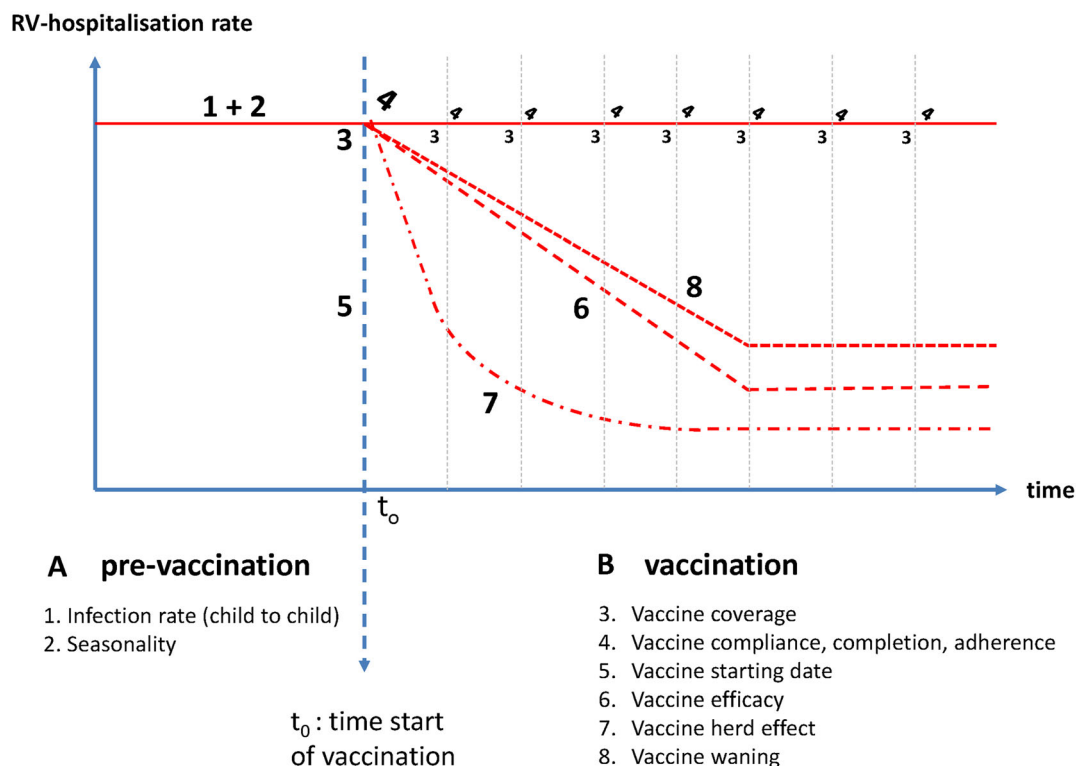 RV-hospitalisation rate
1 + 2
4
4 4 4 4 4 4 4
3
3 3 3 3 3 3 3
8
5
6
7
time
to
A pre-vaccination
1. Infection rate (child to child)
2. Seasonality
B vaccination
3. Vaccine coverage
4. Vaccine compliance, completion, adherence
5. Vaccine starting date
6. Vaccine efficacy
7. Vaccine herd effect
8. Vaccine waning
t0 : time start
of vaccination